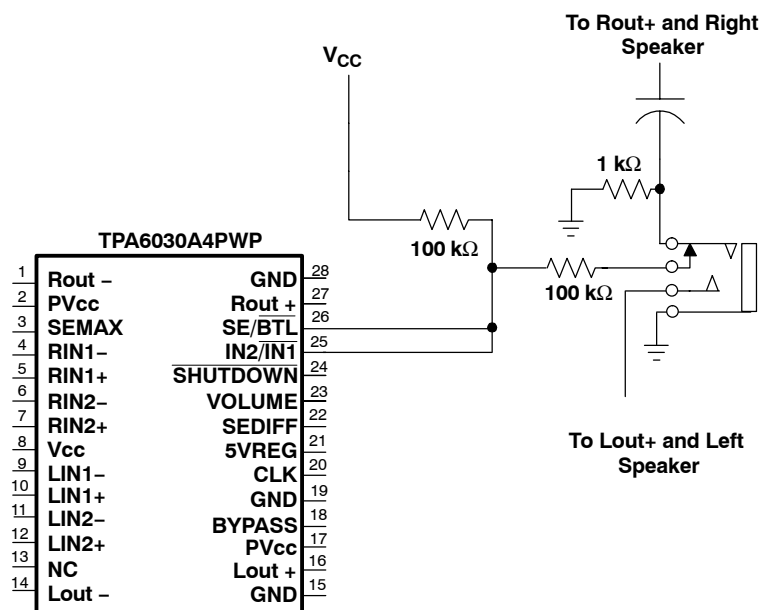 To Rout+ and Right
Speaker
VCC
1 kΩ
100 kΩ
100 kΩ
TPA6030A4PWP
1 Rout − GND 28
2 PVcc Rout + 27
3 SEMAX SE/BTL 26
4 RIN1− IN2/IN1 25
5 RIN1+ SHUTDOWN 24
6 RIN2− VOLUME 23
7 RIN2+ SEDIFF 22
8 Vcc 5VREG 21
9 LIN1− CLK 20
10 LIN1+ GND 19
11 LIN2− BYPASS 18
12 LIN2+ PVcc 17
13 NC Lout + 16
14 Lout − GND 15
To Lout+ and Left
Speaker